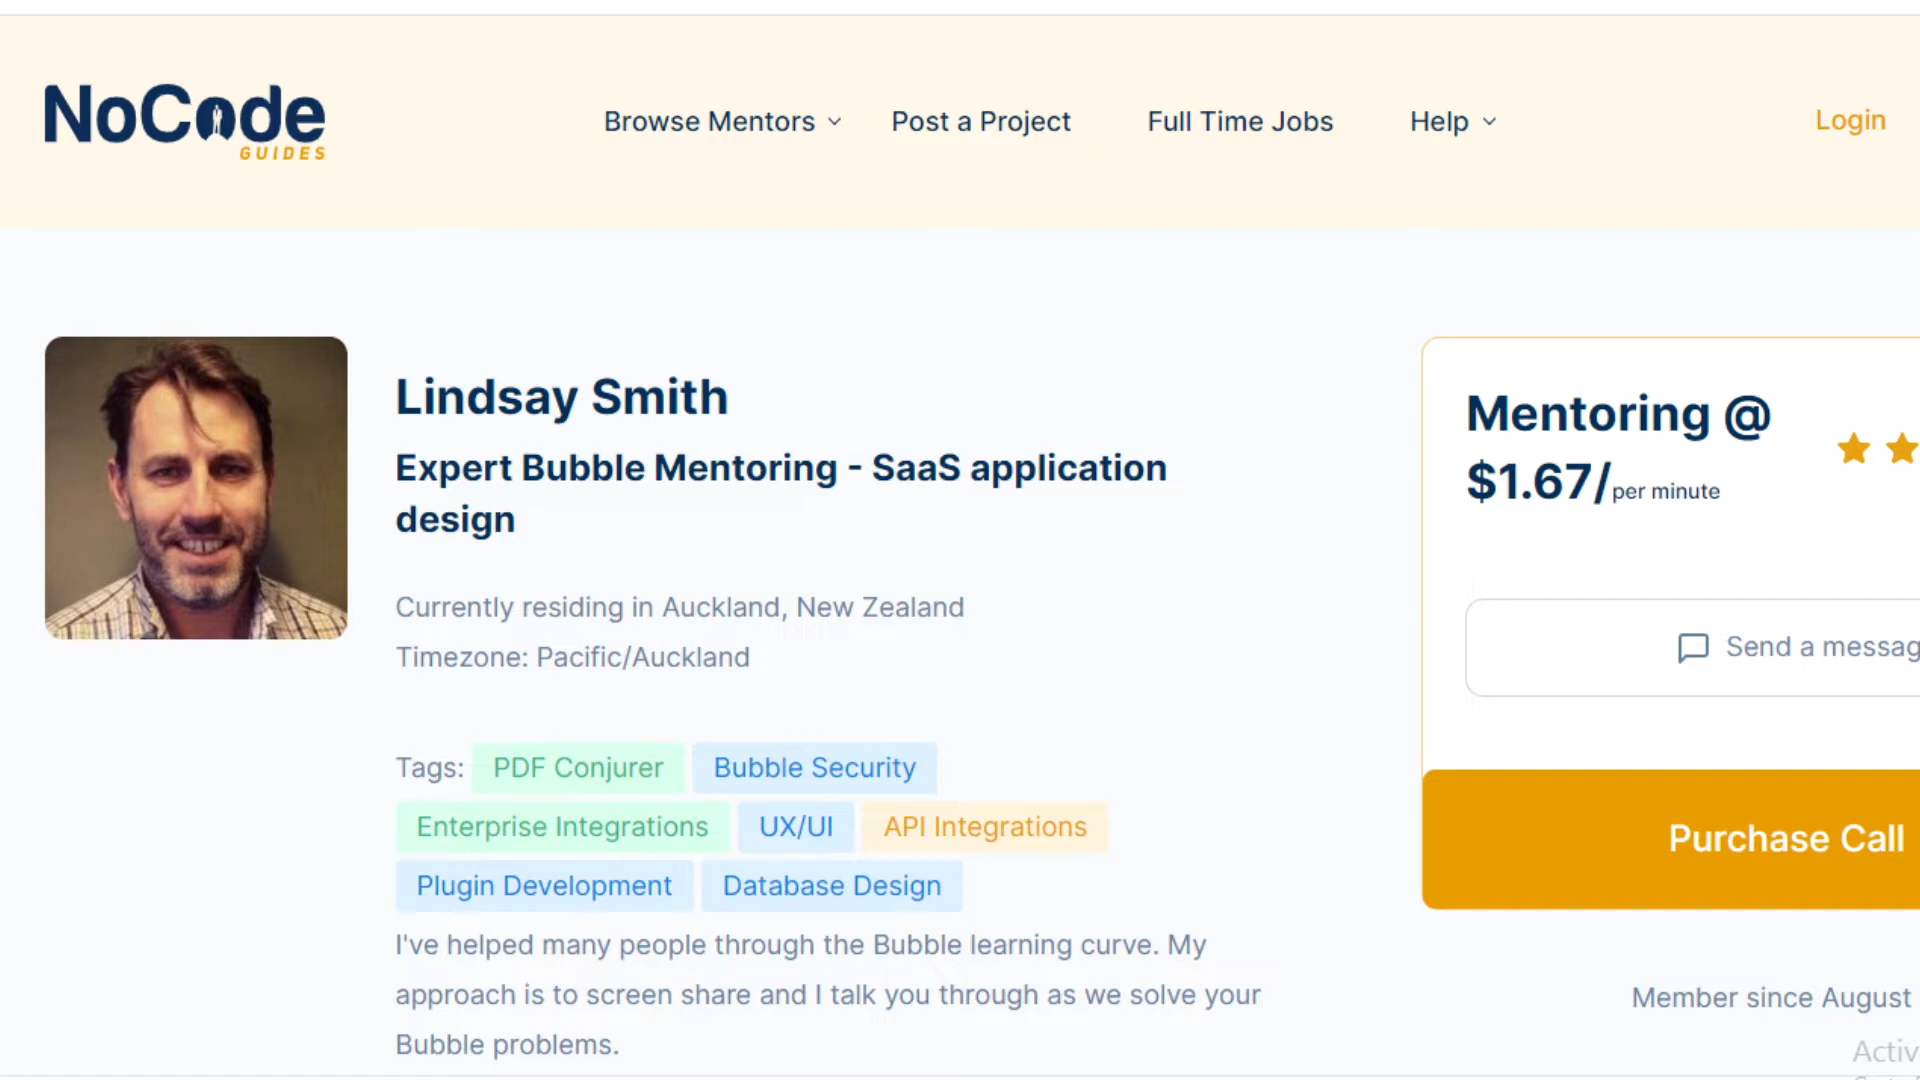 NoCode
GUIDES
Browse Mentors
Post a Project
Full Time Jobs
Help
Login
Lindsay Smith
Expert Bubble Mentoring - SaaS application
design
Currently residing in Auckland, New Zealand
Timezone: Pacific/Auckland
Tags: PDF Conjurer Bubble Security
Enterprise Integrations UX/UI API Integrations
Plugin Development Database Design
I've helped many people through the Bubble learning curve. My
approach is to screen share and I talk you through as we solve your
Bubble problems.
Mentoring @
$1.67/per minute
Send a messag
Purchase Call
Member since August
Activ